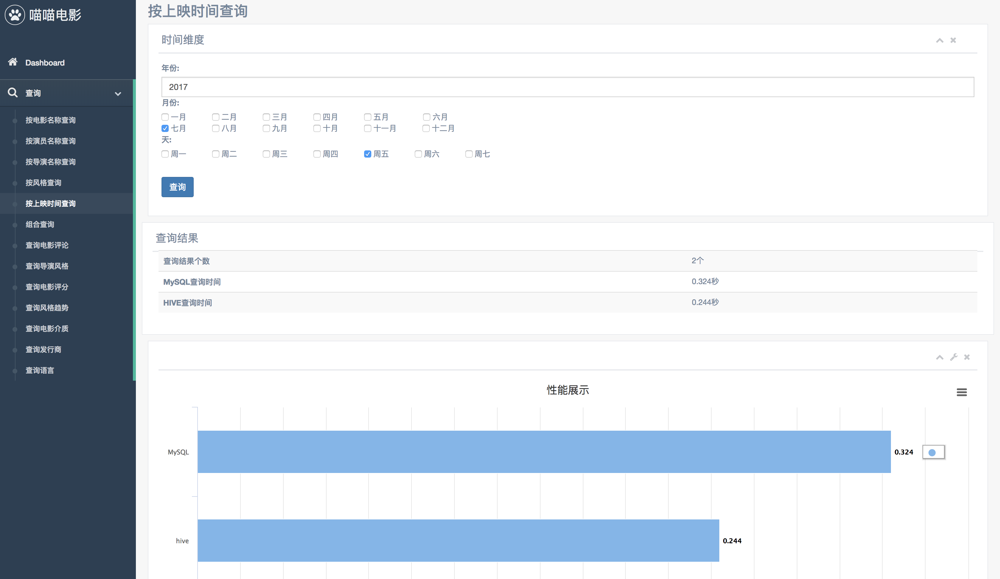 喵喵电影
Dashboard
查询
按电影名称查询
按演员名称查询
按导演名称查询
按风格查询
按上映时间查询
组合查询
查询电影评论
查询导演风格
查询电影评分
查询风格趋势
查询电影介质
查询发行商
查询语言
按上映时间查询
时间维度
年份:
2017
月份:
一月 二月 三月 四月 五月 六月
七月 八月 九月 十月 十一月 十二月
天:
周一 周二 周三 周四 周五 周六 周七
查询
查询结果
查询结果个数 2个
MySQL查询时间 0.324秒
HIVE查询时间 0.244秒
性能展示
MySQL 0.324
hive 0.244